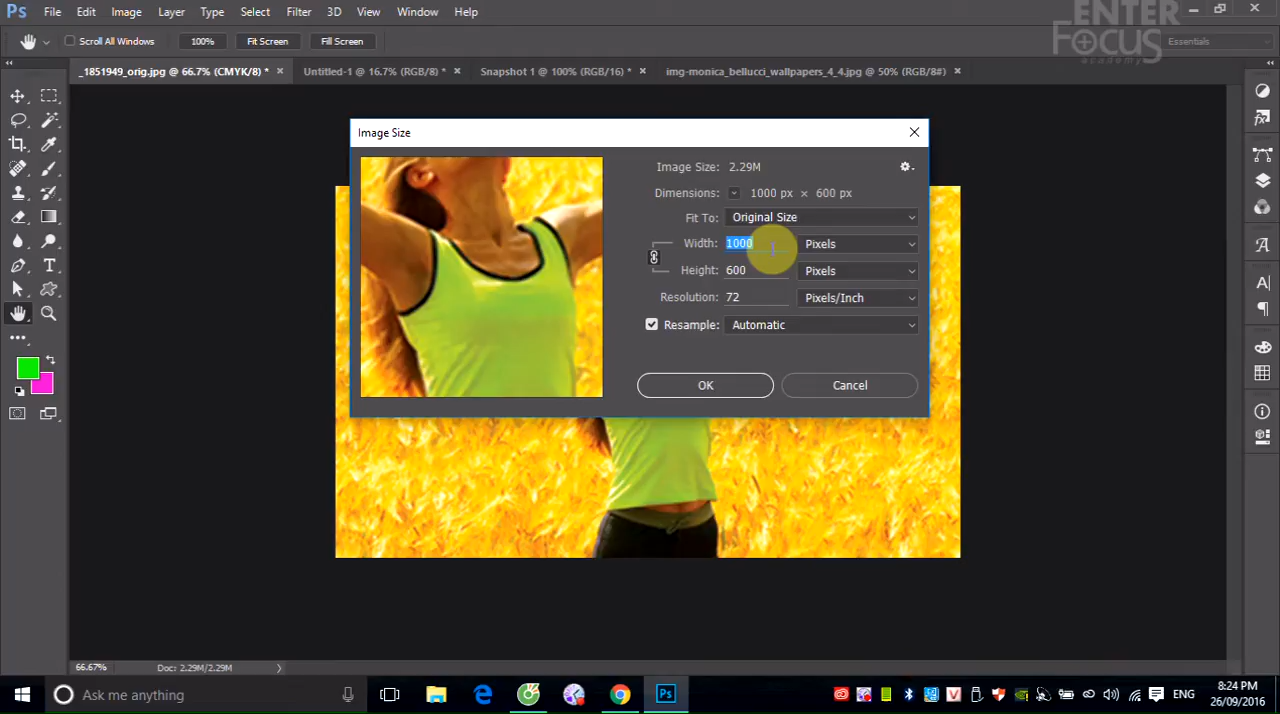 Ps File Edit Image Layer Type Select Filter 3D View Window Help
ENTER
FOCUS
academy
Scroll All Windows 100% Fit Screen Fill Screen Essentials
_1851949_orig.jpg @ 66.7% (CMYK/8) * × Untitled-1 @ 16.7% (RGB/8) * × Snapshot 1 @ 100% (RGB/16) * × img-monica_bellucci_wallpapers_4_4.jpg @ 50% (RGB/8#) ×
Image Size
Image Size: 2.29M
Dimensions: 1000 px × 600 px
Fit To: Original Size
Width: 1000 Pixels
Height: 600 Pixels
Resolution: 72 Pixels/Inch
Resample: Automatic
OK Cancel
66.67% Doc: 2.29M/2.29M
Ask me anything Ps ENG 8:24 PM
26/09/2016